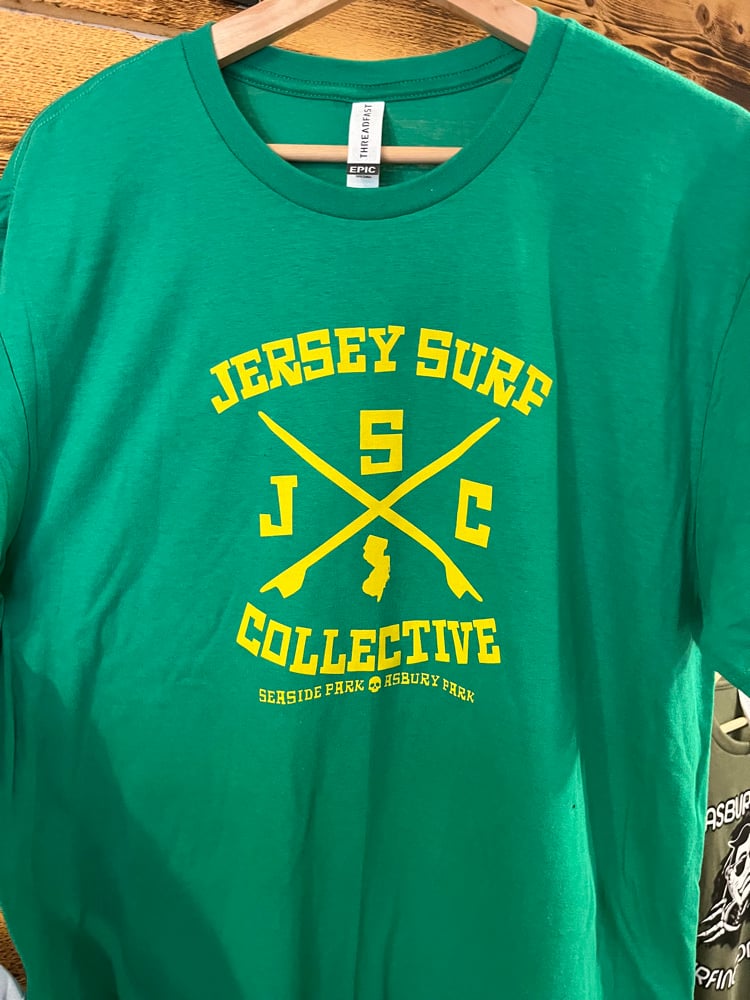 THREADFAST
EPIC
JERSEY SURF
S
J C
COLLECTIVE
SEASIDE PARK ASBURY PARK